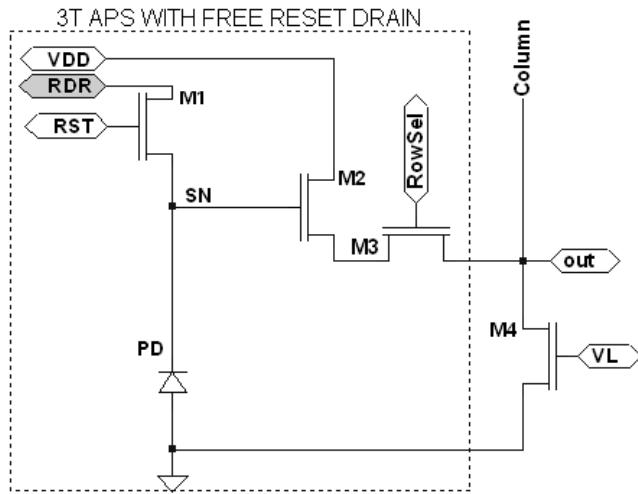 3T APS WITH FREE RESET DRAIN
VDD
RDR
M1
RST
Column
RowSel
SN
M2
M3
out
M4
PD
VL